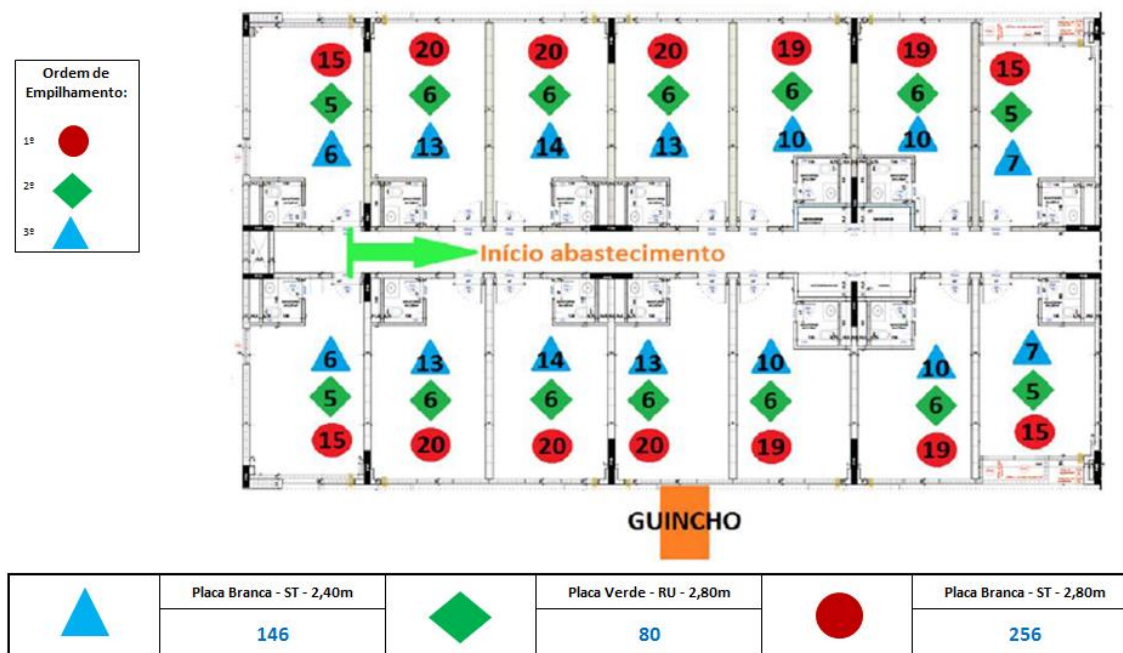 Ordem de
Empilhamento:
1º
2º
3º
15 20 20 20 19 19 15
5 6 6 6 6 6 5
6 13 14 13 10 10 7
Início abastecimento
6 13 14 13 10 10 7
5 6 6 6 6 6 5
15 20 20 20 19 19 15
GUINCHO
Placa Branca - ST - 2,40m
146
Placa Verde - RU - 2,80m
80
Placa Branca - ST - 2,80m
256